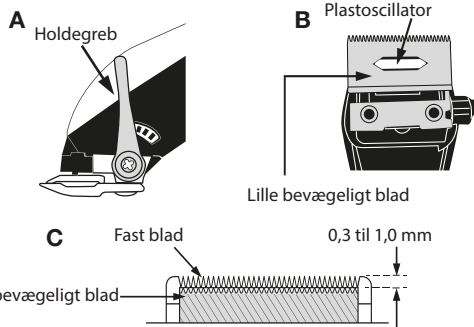 A
Holdegreb
B
Plastoscillator
Lille bevægeligt blad
C
Fast blad
0,3 til 1,0 mm
bevægeligt blad